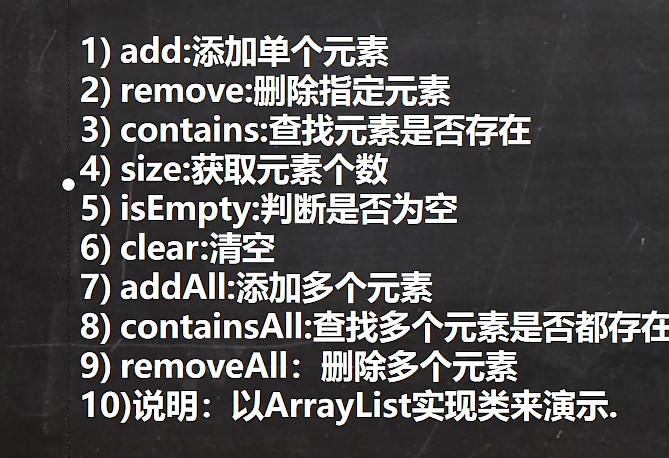 1) add:添加单个元素
2) remove:删除指定元素
3) contains:查找元素是否存在
4) size:获取元素个数
5) isEmpty:判断是否为空
6) clear:清空
7) addAll:添加多个元素
8) containsAll:查找多个元素是否都存在
9) removeAll：删除多个元素
10)说明：以ArrayList实现类来演示.